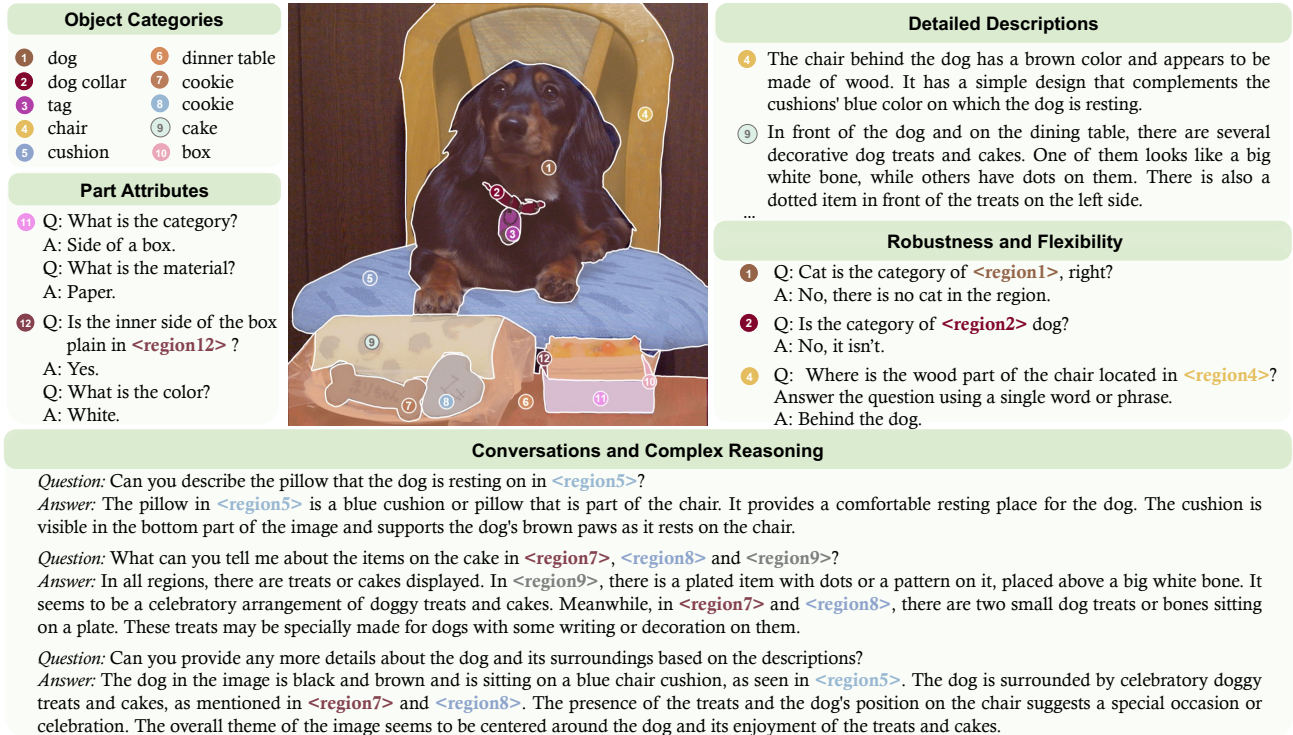 Object Categories
1 dog
2 dog collar
3 tag
4 chair
5 cushion
6 dinner table
7 cookie
8 cookie
9 cake
10 box
Part Attributes
11 Q: What is the category?
A: Side of a box.
Q: What is the material?
A: Paper.
12 Q: Is the inner side of the box
plain in <region12> ?
A: Yes.
Q: What is the color?
A: White.
4
1
2
3
5
9
12
10
7
8
6
11
Detailed Descriptions
4 The chair behind the dog has a brown color and appears to be
made of wood. It has a simple design that complements the
cushions' blue color on which the dog is resting.
9 In front of the dog and on the dining table, there are several
decorative dog treats and cakes. One of them looks like a big
white bone, while others have dots on them. There is also a
dotted item in front of the treats on the left side.
...
Robustness and Flexibility
1 Q: Cat is the category of <region1>, right?
A: No, there is no cat in the region.
2 Q: Is the category of <region2> dog?
A: No, it isn't.
4 Q: Where is the wood part of the chair located in <region4>?
Answer the question using a single word or phrase.
A: Behind the dog.
Conversations and Complex Reasoning
Question: Can you describe the pillow that the dog is resting on in <region5>?
Answer: The pillow in <region5> is a blue cushion or pillow that is part of the chair. It provides a comfortable resting place for the dog. The cushion is
visible in the bottom part of the image and supports the dog's brown paws as it rests on the chair.
Question: What can you tell me about the items on the cake in <region7>, <region8> and <region9>?
Answer: In all regions, there are treats or cakes displayed. In <region9>, there is a plated item with dots or a pattern on it, placed above a big white bone. It
seems to be a celebratory arrangement of doggy treats and cakes. Meanwhile, in <region7> and <region8>, there are two small dog treats or bones sitting
on a plate. These treats may be specially made for dogs with some writing or decoration on them.
Question: Can you provide any more details about the dog and its surroundings based on the descriptions?
Answer: The dog in the image is black and brown and is sitting on a blue chair cushion, as seen in <region5>. The dog is surrounded by celebratory doggy
treats and cakes, as mentioned in <region7> and <region8>. The presence of the treats and the dog's position on the chair suggests a special occasion or
celebration. The overall theme of the image seems to be centered around the dog and its enjoyment of the treats and cakes.